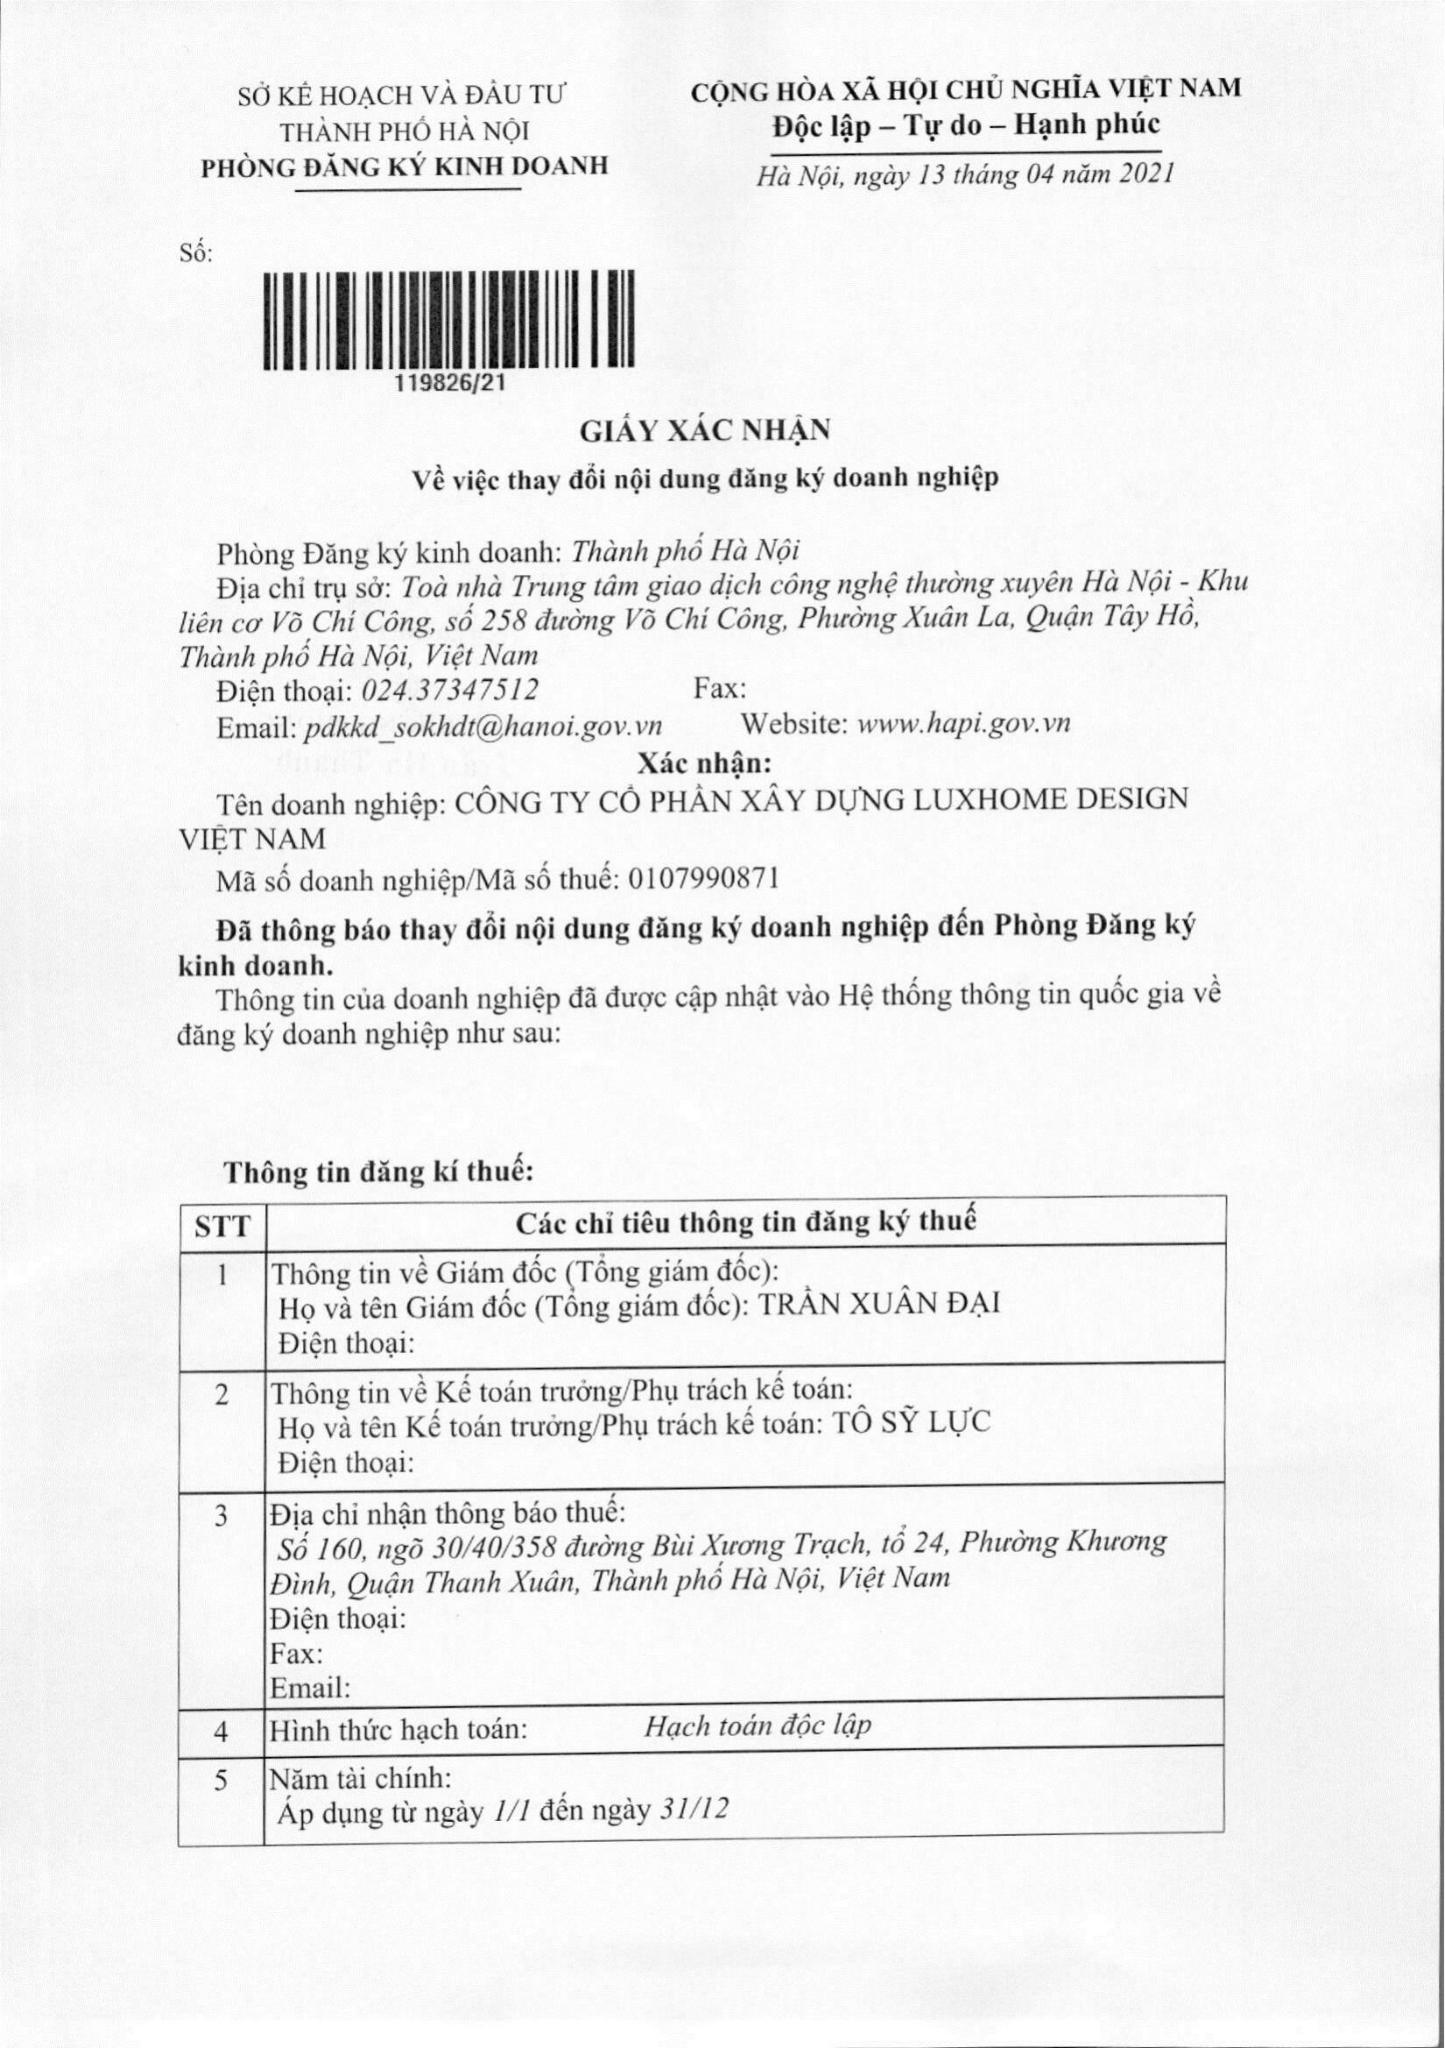 SỞ KẾ HOẠCH VÀ ĐẦU TƯ
THÀNH PHỐ HÀ NỘI
PHÒNG ĐĂNG KÝ KINH DOANH
CỘNG HÒA XÃ HỘI CHỦ NGHĨA VIỆT NAM
Độc lập – Tự do – Hạnh phúc
Hà Nội, ngày 13 tháng 04 năm 2021
Số:
119826/21
GIẤY XÁC NHẬN
Về việc thay đổi nội dung đăng ký doanh nghiệp
Phòng Đăng ký kinh doanh: Thành phố Hà Nội
Địa chỉ trụ sở: Toà nhà Trung tâm giao dịch công nghệ thường xuyên Hà Nội - Khu
liên cơ Võ Chí Công, số 258 đường Võ Chí Công, Phường Xuân La, Quận Tây Hồ,
Thành phố Hà Nội, Việt Nam
Điện thoại: 024.37347512 Fax:
Email: pdkkd_sokhdt@hanoi.gov.vn Website: www.hapi.gov.vn
Xác nhận:
Tên doanh nghiệp: CÔNG TY CỔ PHẦN XÂY DỰNG LUXHOME DESIGN
VIỆT NAM
Mã số doanh nghiệp/Mã số thuế: 0107990871
Đã thông báo thay đổi nội dung đăng ký doanh nghiệp đến Phòng Đăng ký
kinh doanh.
Thông tin của doanh nghiệp đã được cập nhật vào Hệ thống thông tin quốc gia về
đăng ký doanh nghiệp như sau:
Thông tin đăng kí thuế:
STT Các chỉ tiêu thông tin đăng ký thuế
1 Thông tin về Giám đốc (Tổng giám đốc):
Họ và tên Giám đốc (Tổng giám đốc): TRẦN XUÂN ĐẠI
Điện thoại:
2 Thông tin về Kế toán trưởng/Phụ trách kế toán:
Họ và tên Kế toán trưởng/Phụ trách kế toán: TÔ SỸ LỰC
Điện thoại:
3 Địa chỉ nhận thông báo thuế:
Số 160, ngõ 30/40/358 đường Bùi Xương Trạch, tổ 24, Phường Khương
Đình, Quận Thanh Xuân, Thành phố Hà Nội, Việt Nam
Điện thoại:
Fax:
Email:
4 Hình thức hạch toán: Hạch toán độc lập
5 Năm tài chính:
Áp dụng từ ngày 1/1 đến ngày 31/12